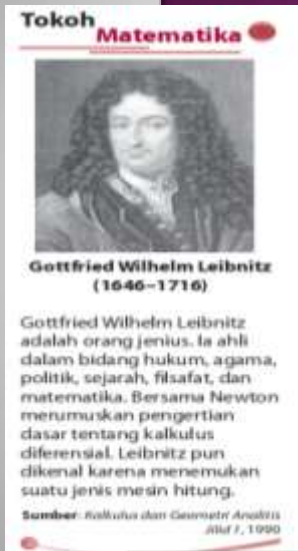 Tokoh
Matematika
Gottfried Wilhelm Leibnitz
(1646–1716)
Gottfried Wilhelm Leibnitz
adalah orang jenius. Ia ahli
dalam bidang hukum, agama,
politik, sejarah, filsafat, dan
matematika. Bersama Newton
merumuskan pengertian
dasar tentang kalkulus
diferensial. Leibnitz pun
dikenal karena menemukan
suatu jenis mesin hitung.
Sumber: Kalkulus dan Geometri Analitis
Jilid 1, 1990